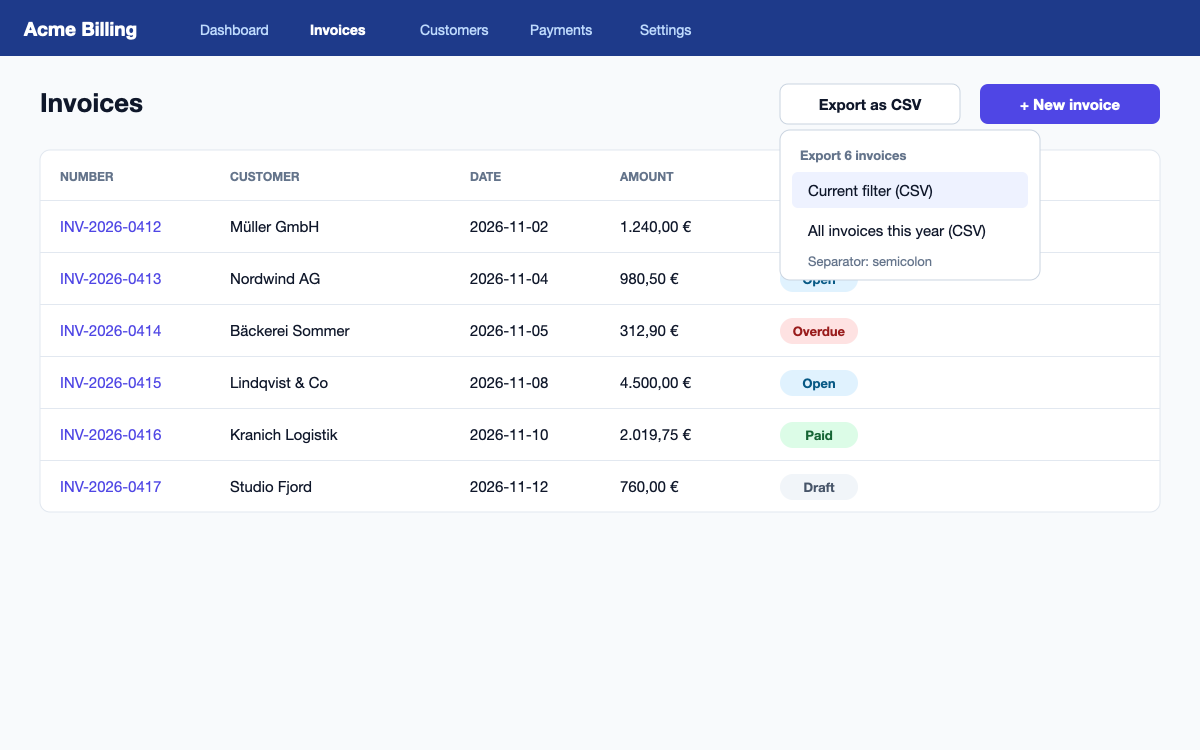 Acme Billing Dashboard Invoices Customers Payments Settings
Invoices
Export as CSV
+ New invoice
Export 6 invoices
Current filter (CSV)
All invoices this year (CSV)
Separator: semicolon
NUMBER CUSTOMER DATE AMOUNT
INV-2026-0412 Müller GmbH 2026-11-02 1.240,00 €
INV-2026-0413 Nordwind AG 2026-11-04 980,50 € Open
INV-2026-0414 Bäckerei Sommer 2026-11-05 312,90 € Overdue
INV-2026-0415 Lindqvist & Co 2026-11-08 4.500,00 € Open
INV-2026-0416 Kranich Logistik 2026-11-10 2.019,75 € Paid
INV-2026-0417 Studio Fjord 2026-11-12 760,00 € Draft